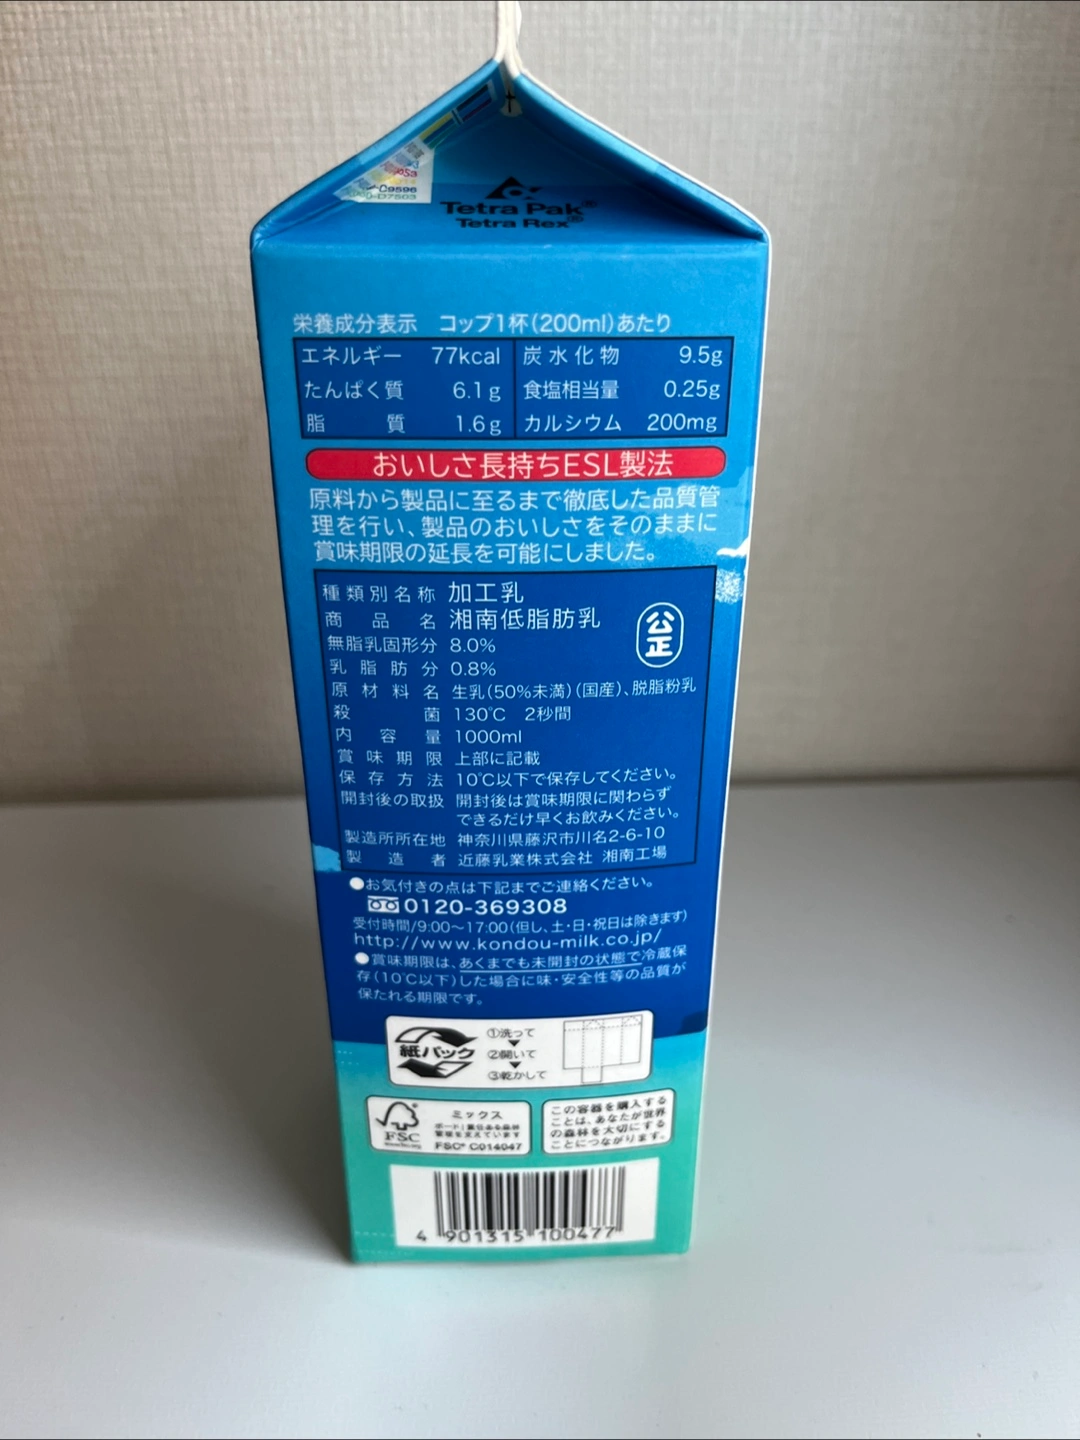 C9596
Tetra Pak®
Tetra Rex®
栄養成分表示 コップ1杯(200ml)あたり
エネルギー 77kcal 炭水化物 9.5g
たんぱく質 6.1g 食塩相当量 0.25g
脂質 1.6g カルシウム 200mg
おいしさ長持ちESL製法
原料から製品に至るまで徹底した品質管
理を行い、製品のおいしさをそのままに
賞味期限の延長を可能にしました。
種類別名称 加工乳
商品名 湘南低脂肪乳
公正
無脂乳固形分 8.0%
乳脂肪分 0.8%
原材料名 生乳(50%未満)(国産)、脱脂粉乳
殺菌 130℃ 2秒間
内容量 1000ml
賞味期限 上部に記載
保存方法 10℃以下で保存してください。
開封後の取扱 開封後は賞味期限に関わらず
できるだけ早くお飲みください。
製造所所在地 神奈川県藤沢市川名2-6-10
製造者 近藤乳業株式会社 湘南工場
●お気付きの点は下記までご連絡ください。
0120-369308
受付時間/9:00〜17:00(但し、土・日・祝日は除きます)
http://www.kondou-milk.co.jp/
●賞味期限は、あくまでも未開封の状態で冷蔵保
存(10℃以下)した場合に味・安全性等の品質が
保たれる期限です。
紙パック
①洗って
②開いて
③乾かして
FSC
ミックス
ボード|責任ある森林
管理を支えています
FSC® C014047
この容器を購入する
ことは、あなたが世界
の森林を大切にする
ことにつながります。
4 901315 100477